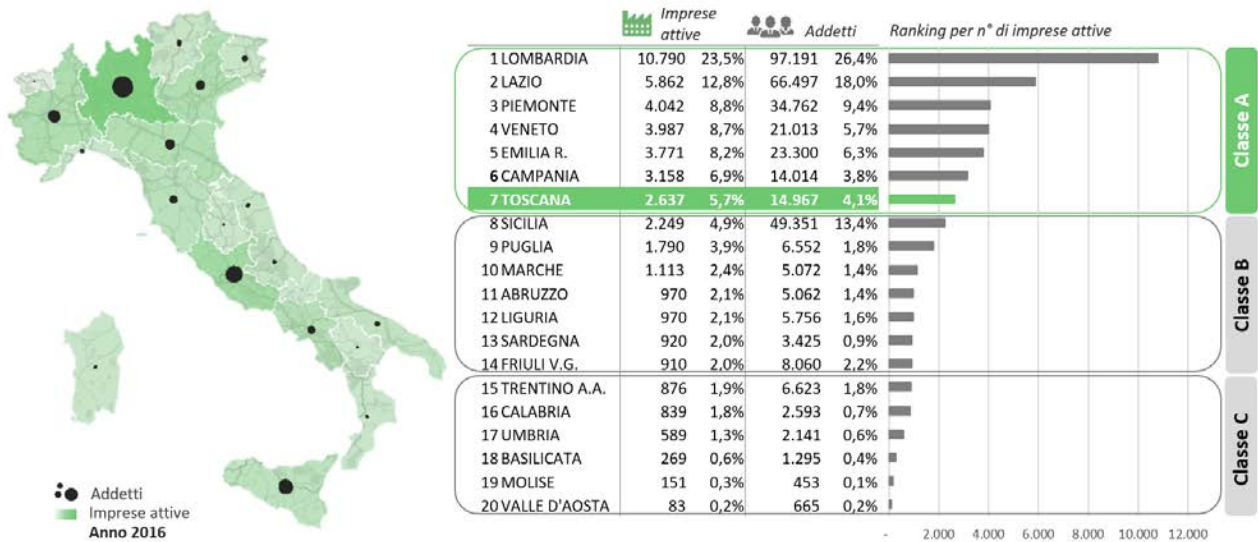 Imprese attive
Addetti
Ranking per n° di imprese attive
1 LOMBARDIA 10.790 23,5% 97.191 26,4%
2 LAZIO 5.862 12,8% 66.497 18,0%
3 PIEMONTE 4.042 8,8% 34.762 9,4%
4 VENETO 3.987 8,7% 21.013 5,7%
5 EMILIA R. 3.771 8,2% 23.300 6,3%
6 CAMPANIA 3.158 6,9% 14.014 3,8%
7 TOSCANA 2.637 5,7% 14.967 4,1%
Classe A
8 SICILIA 2.249 4,9% 49.351 13,4%
9 PUGLIA 1.790 3,9% 6.552 1,8%
10 MARCHE 1.113 2,4% 5.072 1,4%
11 ABRUZZO 970 2,1% 5.062 1,4%
12 LIGURIA 970 2,1% 5.756 1,6%
13 SARDEGNA 920 2,0% 3.425 0,9%
14 FRIULI V.G. 910 2,0% 8.060 2,2%
Classe B
15 TRENTINO A.A. 876 1,9% 6.623 1,8%
16 CALABRIA 839 1,8% 2.593 0,7%
17 UMBRIA 589 1,3% 2.141 0,6%
18 BASILICATA 269 0,6% 1.295 0,4%
19 MOLISE 151 0,3% 453 0,1%
20 VALLE D'AOSTA 83 0,2% 665 0,2%
Classe C
- 2.000 4.000 6.000 8.000 10.000 12.000
Addetti
Imprese attive
Anno 2016